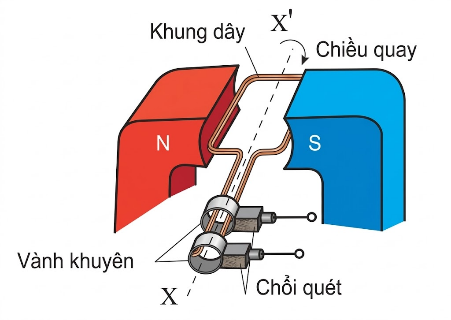 X'
Khung dây
Chiều quay
N
S
Vành khuyên
Chổi quét
X